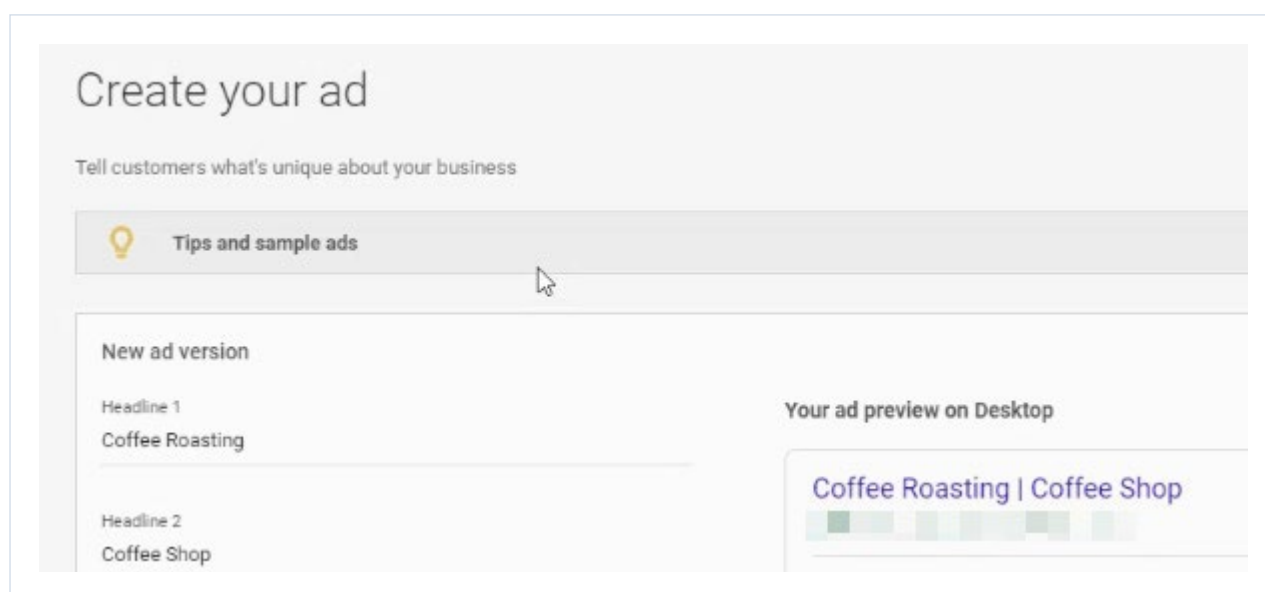 Create your ad
Tell customers what's unique about your business
Tips and sample ads
New ad version
Headline 1
Coffee Roasting
Headline 2
Coffee Shop
Your ad preview on Desktop
Coffee Roasting | Coffee Shop